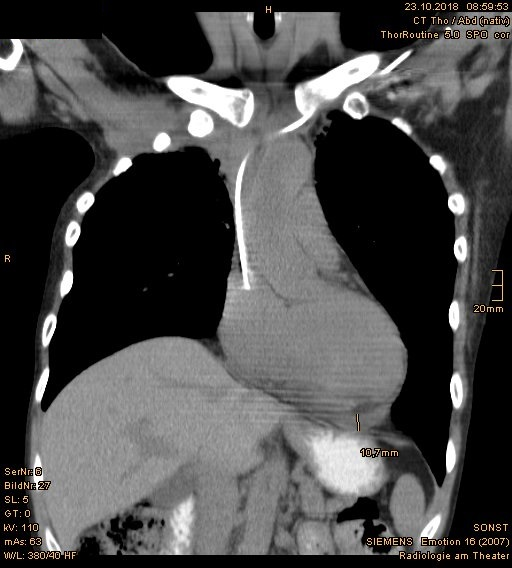 H
23.10.2018 08:59:53
CT Tho / Abd (nativ)
ThorRoutine 5.0 SPO cor
R
20mm
10,7mm
SerNr: 6
BildNr: 27
SL: 5
GT: 0
kV: 110
mAs: 63
W/L: 380/40 HF
SONST
SIEMENS Emotion 16 (2007)
Radiologie am Theater